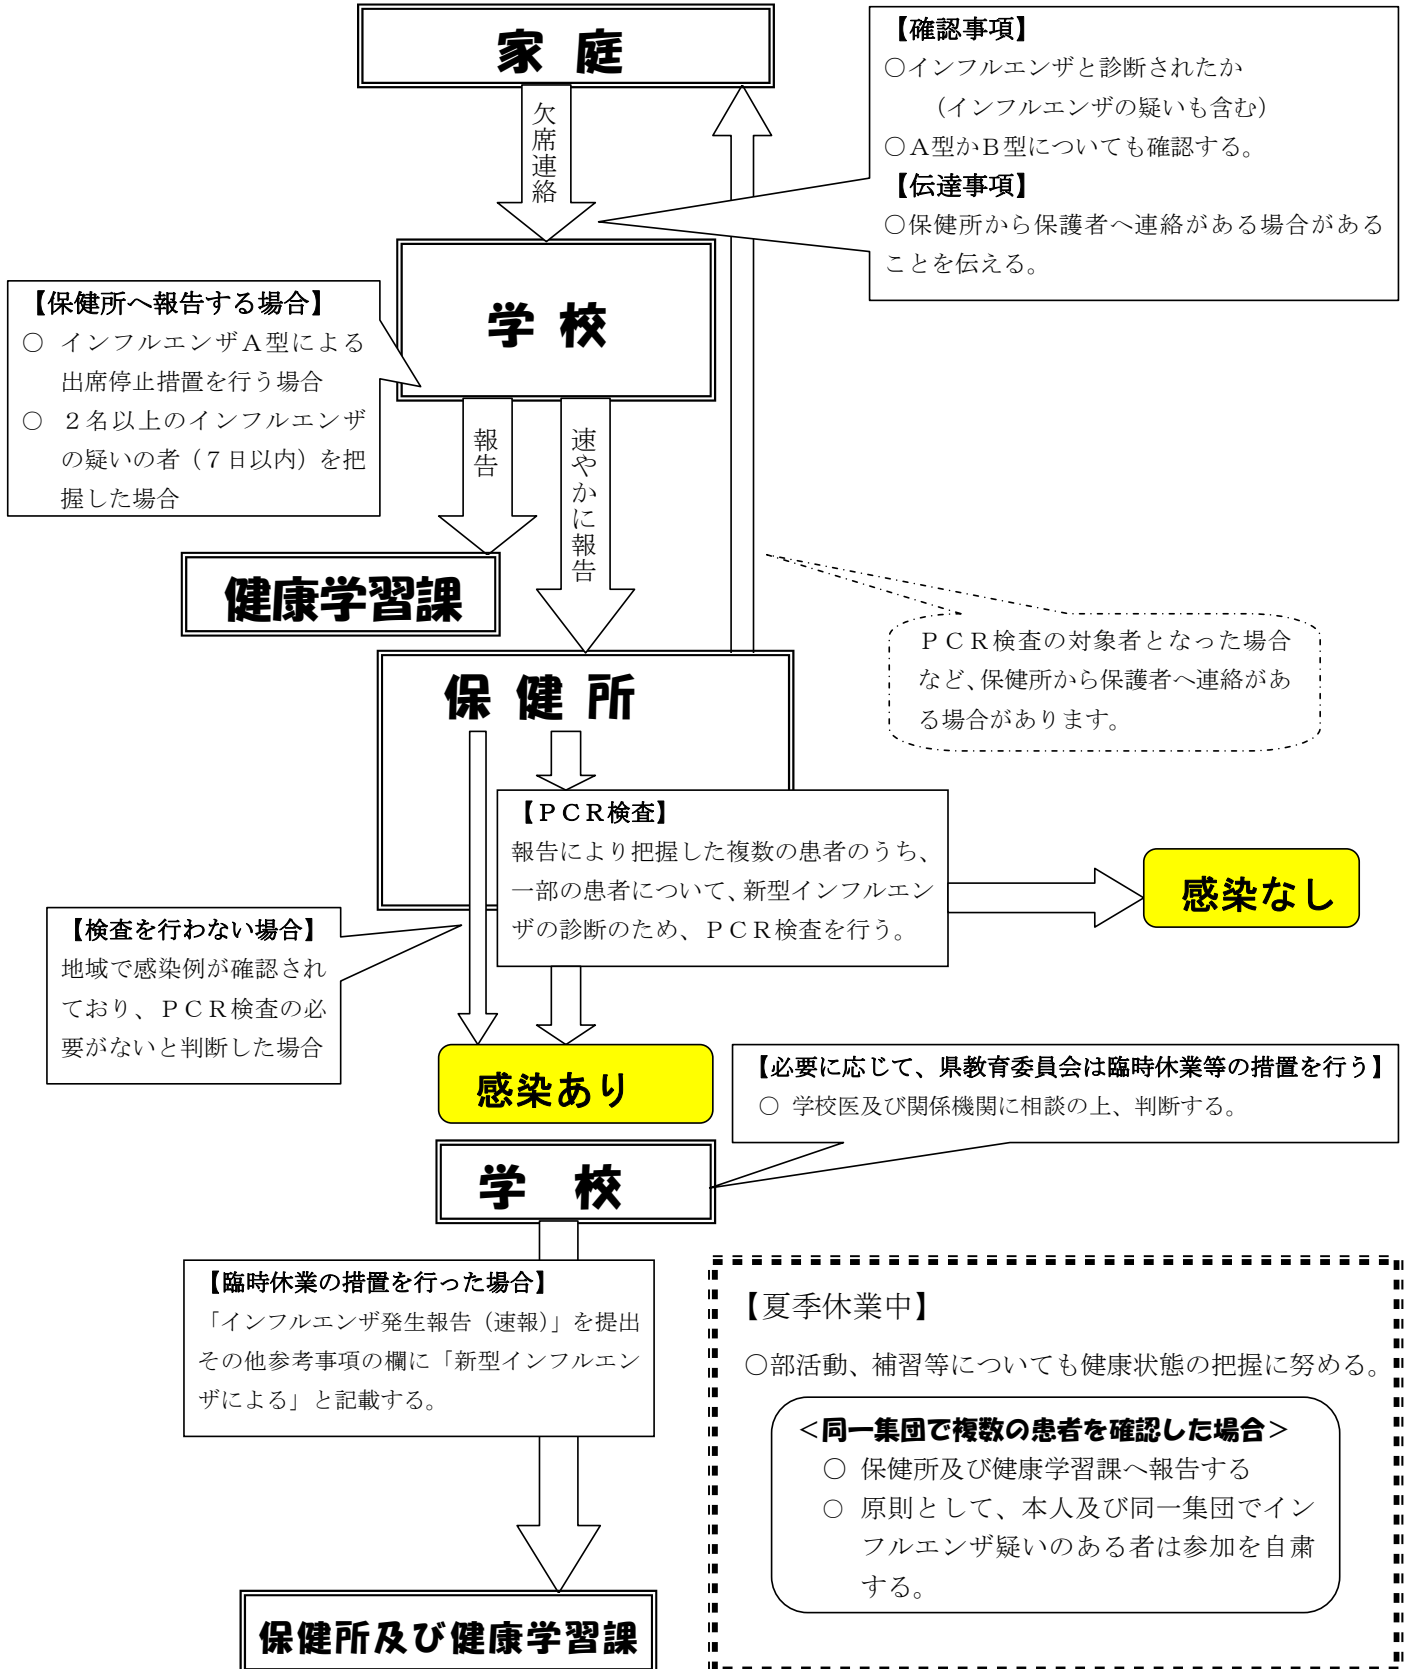 家 庭
欠席連絡
【確認事項】
○インフルエンザと診断されたか
（インフルエンザの疑いも含む）
○Ａ型かＢ型についても確認する。
【伝達事項】
○保健所から保護者へ連絡がある場合がある
ことを伝える。
学 校
【保健所へ報告する場合】
○ インフルエンザＡ型による
出席停止措置を行う場合
○ ２名以上のインフルエンザ
の疑いの者（７日以内）を把
握した場合
報告
速やかに報告
健康学習課
ＰＣＲ検査の対象者となった場合
など、保健所から保護者へ連絡があ
る場合があります。
保 健 所
【ＰＣＲ検査】
報告により把握した複数の患者のうち、
一部の患者について、新型インフルエン
ザの診断のため、ＰＣＲ検査を行う。
感染なし
【検査を行わない場合】
地域で感染例が確認され
ており、ＰＣＲ検査の必
要がないと判断した場合
感染あり
【必要に応じて、県教育委員会は臨時休業等の措置を行う】
○ 学校医及び関係機関に相談の上、判断する。
学 校
【臨時休業の措置を行った場合】
「インフルエンザ発生報告（速報）」を提出
その他参考事項の欄に「新型インフルエン
ザによる」と記載する。
保健所及び健康学習課
【夏季休業中】
○部活動、補習等についても健康状態の把握に努める。
＜同一集団で複数の患者を確認した場合＞
○ 保健所及び健康学習課へ報告する
○ 原則として、本人及び同一集団でイン
フルエンザ疑いのある者は参加を自粛
する。